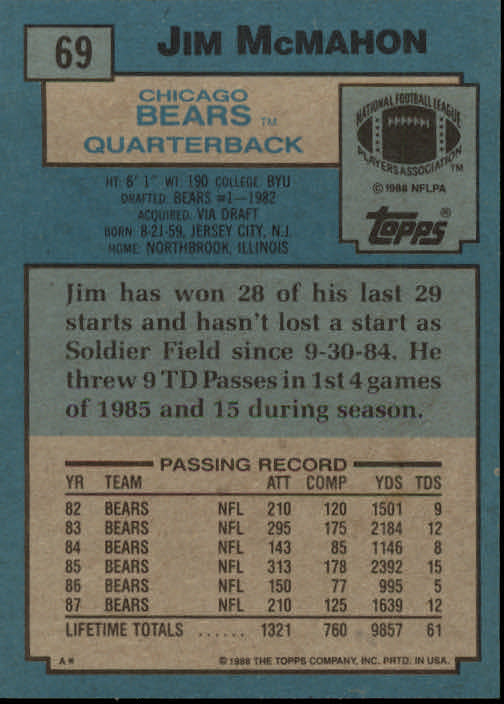 69
JIM MCMAHON
CHICAGO
BEARS TM
QUARTERBACK
NATIONAL FOOTBALL LEAGUE
PLAYERS ASSOCIATION TM
© 1988 NFLPA
topps®
HT: 6' 1" WT: 190 COLLEGE: BYU
DRAFTED: BEARS #1—1982
ACQUIRED: VIA DRAFT
BORN: 8-21-59, JERSEY CITY, N.J.
HOME: NORTHBROOK, ILLINOIS
Jim has won 28 of his last 29
starts and hasn't lost a start as
Soldier Field since 9-30-84. He
threw 9 TD Passes in 1st 4 games
of 1985 and 15 during season.
PASSING RECORD
YR TEAM ATT COMP YDS TDS
82 BEARS NFL 210 120 1501 9
83 BEARS NFL 295 175 2184 12
84 BEARS NFL 143 85 1146 8
85 BEARS NFL 313 178 2392 15
86 BEARS NFL 150 77 995 5
87 BEARS NFL 210 125 1639 12
LIFETIME TOTALS ...... 1321 760 9857 61
A* © 1988 THE TOPPS COMPANY, INC. PRTD. IN USA.